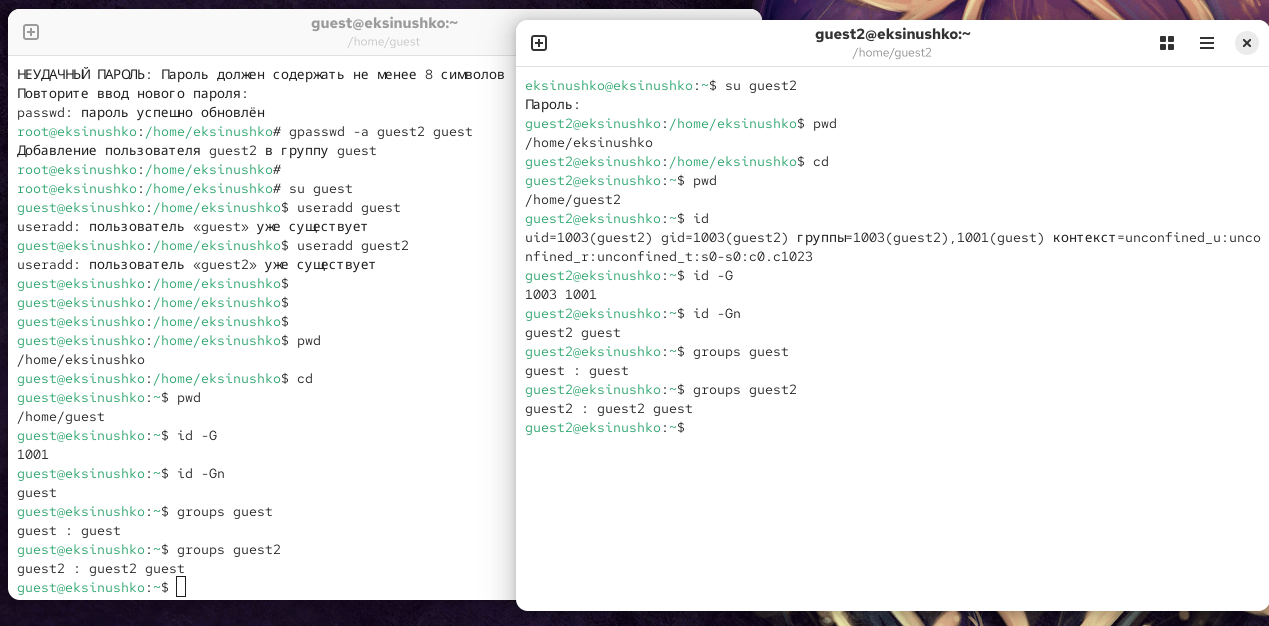 guest@eksinushko:~
/home/guest
НЕУДАЧНЫЙ ПАРОЛЬ: Пароль должен содержать не менее 8 символов
Повторите ввод нового пароля:
passwd: пароль успешно обновлён
root@eksinushko:/home/eksinushko# gpasswd -a guest2 guest
Добавление пользователя guest2 в группу guest
root@eksinushko:/home/eksinushko#
root@eksinushko:/home/eksinushko# su guest
guest@eksinushko:/home/eksinushko$ useradd guest
useradd: пользователь «guest» уже существует
guest@eksinushko:/home/eksinushko$ useradd guest2
useradd: пользователь «guest2» уже существует
guest@eksinushko:/home/eksinushko$
guest@eksinushko:/home/eksinushko$
guest@eksinushko:/home/eksinushko$
guest@eksinushko:/home/eksinushko$ pwd
/home/eksinushko
guest@eksinushko:/home/eksinushko$ cd
guest@eksinushko:~$ pwd
/home/guest
guest@eksinushko:~$ id -G
1001
guest@eksinushko:~$ id -Gn
guest
guest@eksinushko:~$ groups guest
guest : guest
guest@eksinushko:~$ groups guest2
guest2 : guest2 guest
guest@eksinushko:~$
guest2@eksinushko:~
/home/guest2
eksinushko@eksinushko:~$ su guest2
Пароль:
guest2@eksinushko:/home/eksinushko$ pwd
/home/eksinushko
guest2@eksinushko:/home/eksinushko$ cd
guest2@eksinushko:~$ pwd
/home/guest2
guest2@eksinushko:~$ id
uid=1003(guest2) gid=1003(guest2) группы=1003(guest2),1001(guest) контекст=unconfined_u:unco
nfined_r:unconfined_t:s0-s0:c0.c1023
guest2@eksinushko:~$ id -G
1003 1001
guest2@eksinushko:~$ id -Gn
guest2 guest
guest2@eksinushko:~$ groups guest
guest : guest
guest2@eksinushko:~$ groups guest2
guest2 : guest2 guest
guest2@eksinushko:~$